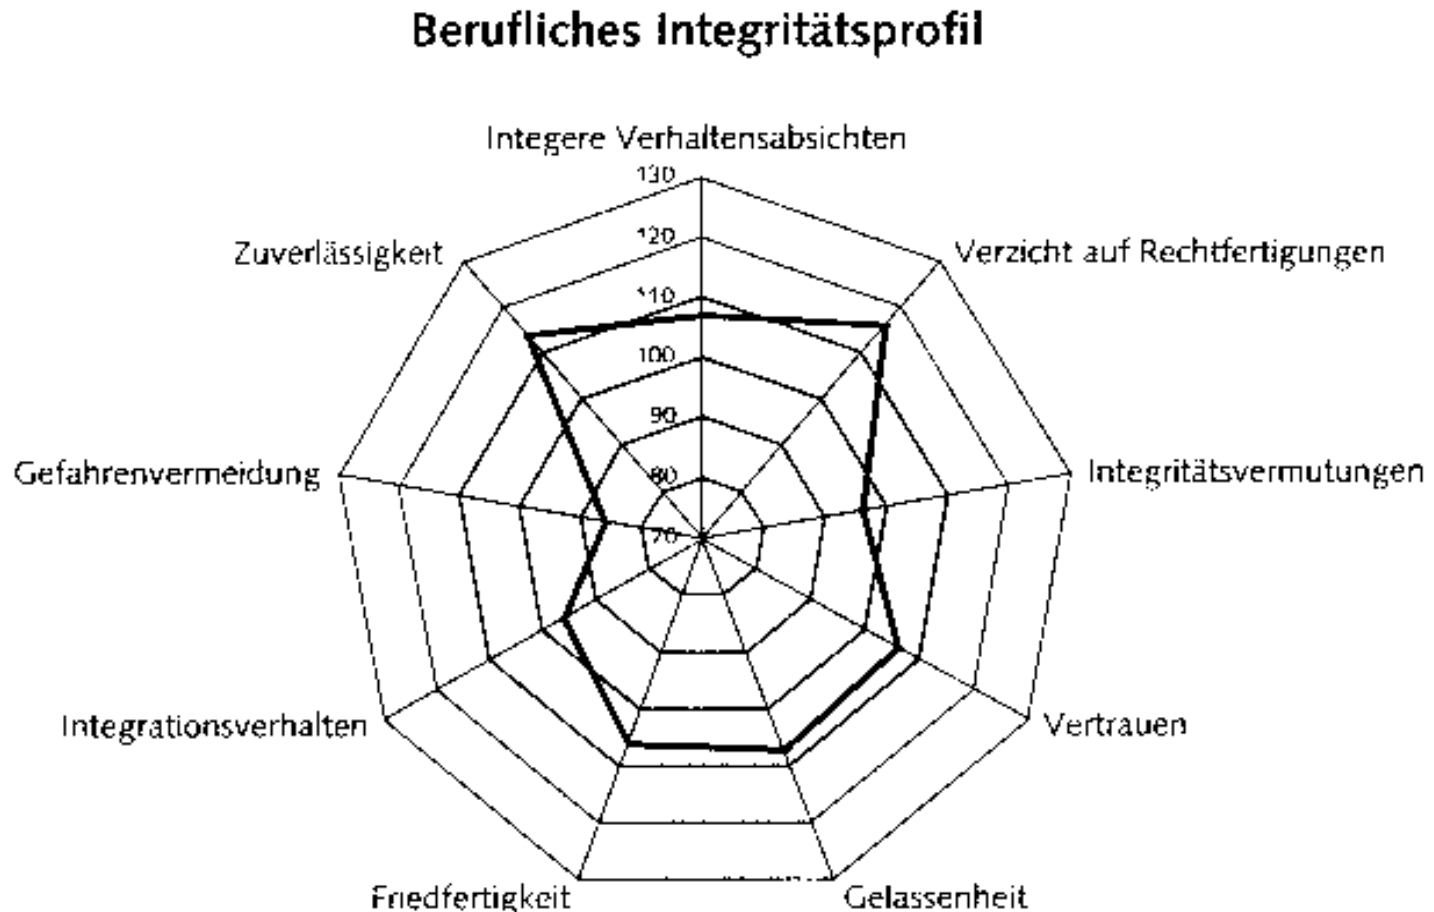 Berufliches Integritätsprofil
Integere Verhaltensabsichten
130
Zuverlässigkeit
120
Verzicht auf Rechtfertigungen
110
100
90
Gefahrenvermeidung
80
Integritätsvermutungen
70
Integrationsverhalten
Vertrauen
Friedfertigkeit
Gelassenheit